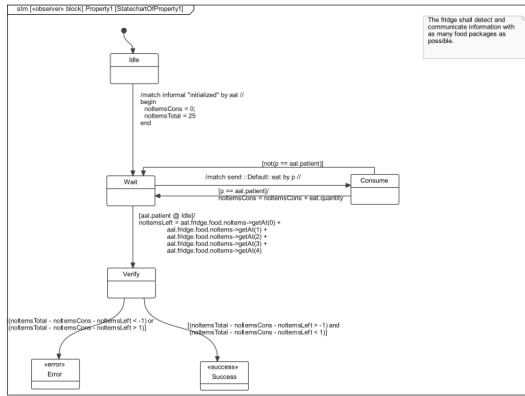 stm [«observer» block] Property1 [StatechartOfProperty1]
The fridge shall detect and
communicate information with
as many food packages as
possible.
Idle
/match informal "initialized" by aal //
begin
noItemsCons = 0;
noItemsTotal = 25
end
[not(p == aal.patient)]
/match send ::Default::eat by p //
Wait
Consume
[p == aal.patient]/
noItemsCons = noItemsCons + eat.quantity
[aal.patient @ Idle]/
noItemsLeft = aal.fridge.food.noItems->getAt(0) +
aal.fridge.food.noItems->getAt(1) +
aal.fridge.food.noItems->getAt(2) +
aal.fridge.food.noItems->getAt(3) +
aal.fridge.food.noItems->getAt(4)
Verify
[(noItemsTotal - noItemsCons - noItemsLeft < -1) or
(noItemsTotal - noItemsCons - noItemsLeft > 1)]
[(noItemsTotal - noItemsCons - noItemsLeft > -1) and
(noItemsTotal - noItemsCons - noItemsLeft < 1)]
«error»
Error
«success»
Success